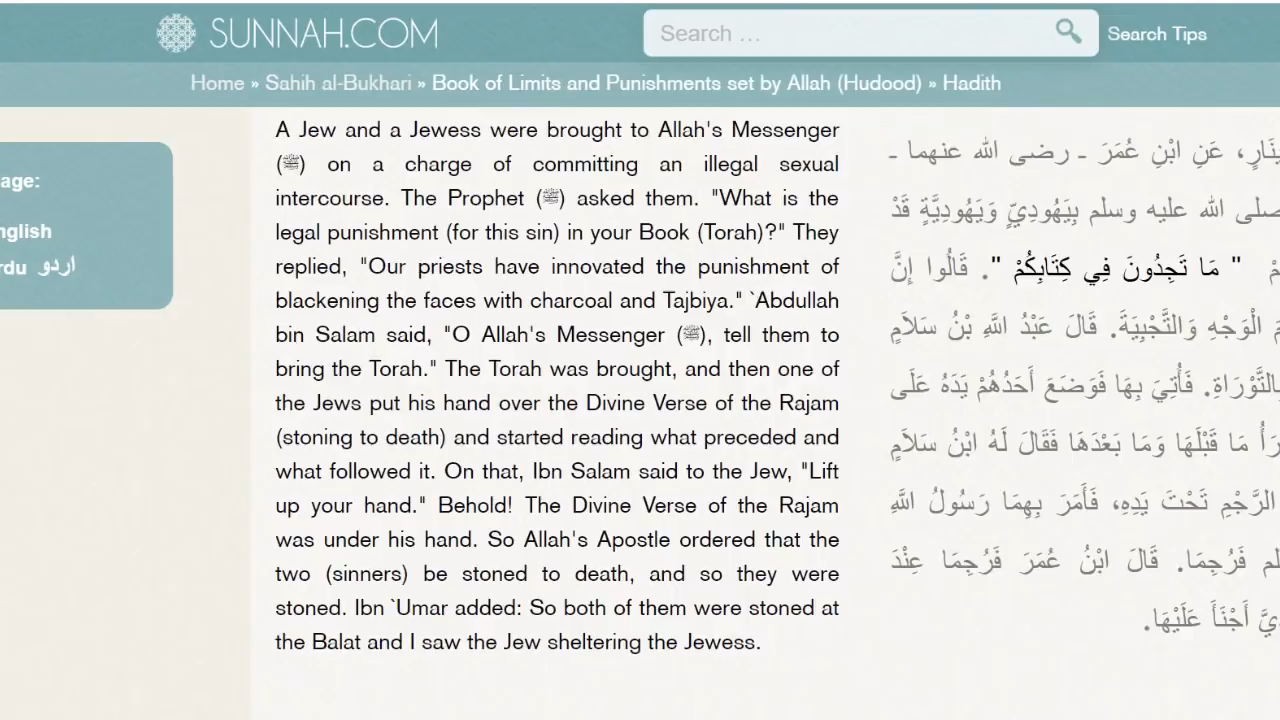 SUNNAH.COM
Search ...
Search Tips
Home » Sahih al-Bukhari » Book of Limits and Punishments set by Allah (Hudood) » Hadith
age:
nglish
rdu اردو
A Jew and a Jewess were brought to Allah's Messenger
(ﷺ) on a charge of committing an illegal sexual
intercourse. The Prophet (ﷺ) asked them. "What is the
legal punishment (for this sin) in your Book (Torah)?" They
replied, "Our priests have innovated the punishment of
blackening the faces with charcoal and Tajbiya." `Abdullah
bin Salam said, "O Allah's Messenger (ﷺ), tell them to
bring the Torah." The Torah was brought, and then one of
the Jews put his hand over the Divine Verse of the Rajam
(stoning to death) and started reading what preceded and
what followed it. On that, Ibn Salam said to the Jew, "Lift
up your hand." Behold! The Divine Verse of the Rajam
was under his hand. So Allah's Apostle ordered that the
two (sinners) be stoned to death, and so they were
stoned. Ibn `Umar added: So both of them were stoned at
the Balat and I saw the Jew sheltering the Jewess.
ينَارٍ، عَنِ ابْنِ عُمَرَ ـ رضى الله عنهما ـ
صلى الله عليه وسلم بِيَهُودِيٍّ وَيَهُودِيَّةٍ قَدْ
مْ ‏"‏ مَا تَجِدُونَ فِي كِتَابِكُمْ ‏"‏‏.‏ قَالُوا إِنَّ
مَ الْوَجْهِ وَالتَّجْبِيَةَ‏.‏ قَالَ عَبْدُ اللَّهِ بْنُ سَلاَمٍ
بِالتَّوْرَاةِ‏.‏ فَأُتِيَ بِهَا فَوَضَعَ أَحَدُهُمْ يَدَهُ عَلَى
رَأُ مَا قَبْلَهَا وَمَا بَعْدَهَا فَقَالَ لَهُ ابْنُ سَلاَمٍ
الرَّجْمِ تَحْتَ يَدِهِ، فَأَمَرَ بِهِمَا رَسُولُ اللَّهِ
لم فَرُجِمَا‏.‏ قَالَ ابْنُ عُمَرَ فَرُجِمَا عِنْدَ
يَّ أَجْنَأَ عَلَيْهَا‏.‏